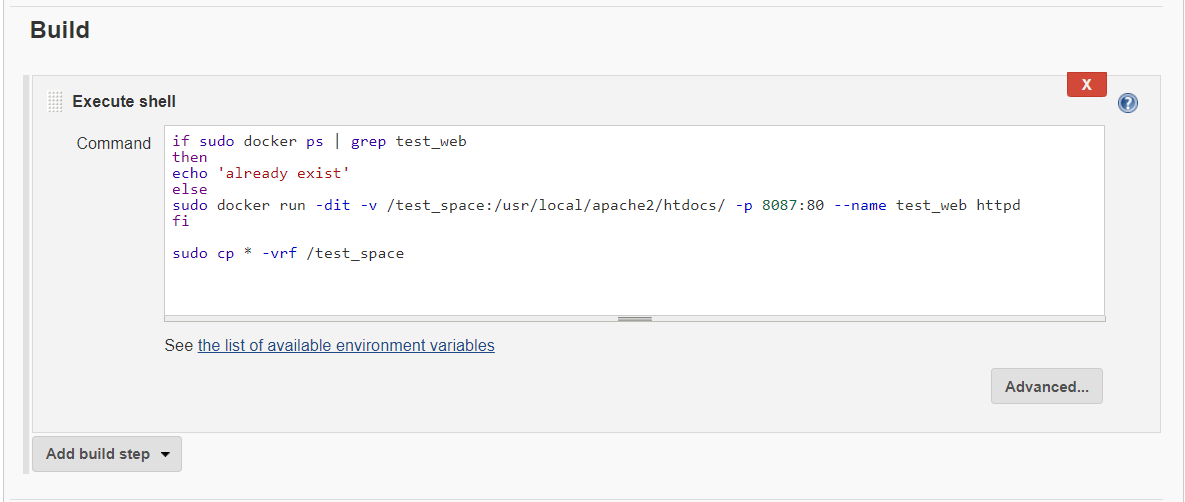 Build
X
Execute shell
?
Command
if sudo docker ps | grep test_web
then
echo 'already exist'
else
sudo docker run -dit -v /test_space:/usr/local/apache2/htdocs/ -p 8087:80 --name test_web httpd
fi
sudo cp * -vrf /test_space
See the list of available environment variables
Advanced...
Add build step